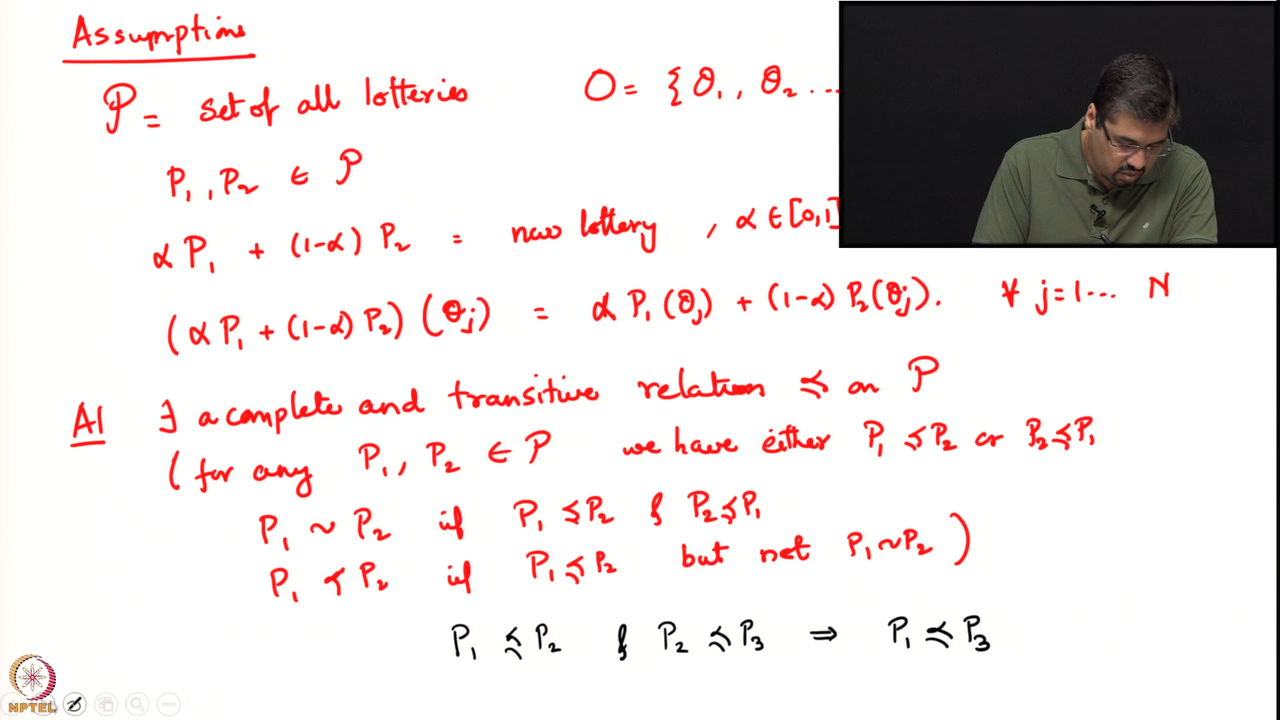 Assumptions
𝒫 = set of all lotteries   O = {θ₁, θ₂ ...
P₁, P₂ ∈ 𝒫
αP₁ + (1-α) P₂ = new lottery, α ∈ [0,1]
(αP₁ + (1-α) P₂)(θⱼ) = αP₁(θⱼ) + (1-α) P₂(θⱼ). ∀ j=1... N
A1 ∃ a complete and transitive relation ≼ on 𝒫
(for any P₁, P₂ ∈ 𝒫 we have either P₁ ≼ P₂ or P₂ ≼ P₁
P₁ ~ P₂ if P₁ ≼ P₂ & P₂ ≼ P₁
P₁ ≺ P₂ if P₁ ≼ P₂ but not P₁ ~ P₂)
P₁ ≼ P₂ & P₂ ≼ P₃ ⇒ P₁ ≼ P₃
NPTEL